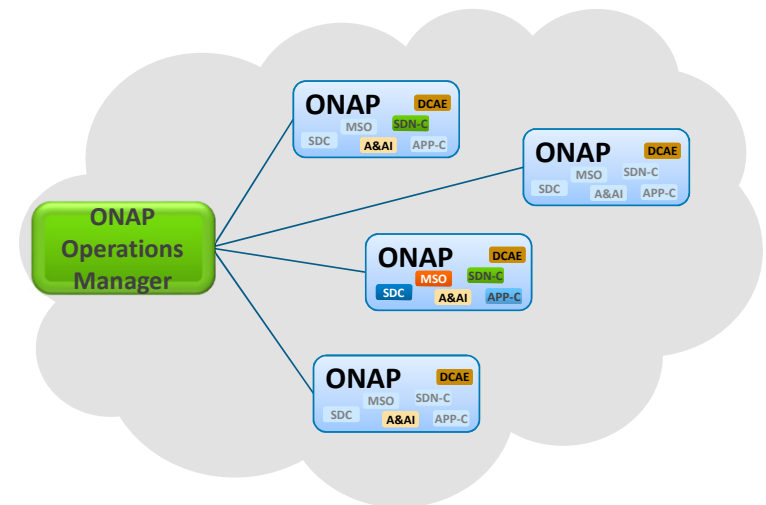 ONAP
Operations
Manager
ONAP DCAE
MSO SDN-C
SDC A&AI APP-C
ONAP DCAE
MSO SDN-C
SDC A&AI APP-C
ONAP DCAE
MSO SDN-C
SDC A&AI APP-C
ONAP DCAE
MSO SDN-C
SDC A&AI APP-C